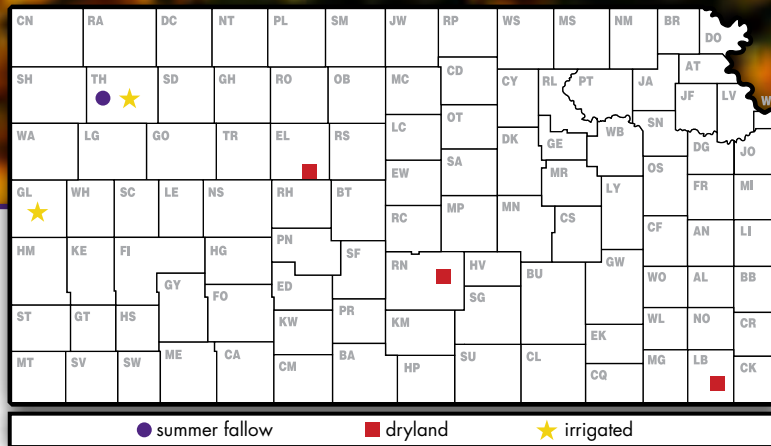 CN RA DC NT PL SM JW RP WS MS NM BR DO
SH TH SD GH RO OB MC CD CY RL PT JA AT JF LV W
WA LG GO TR EL RS LC OT DK GE WB SN DG JO
GL WH SC LE NS RH BT EW SA MR LY OS FR MI
HM KE FI HG PN SF RC MP MN CS CF AN LI
GY FO ED RN HV BU GW WO AL BB
ST GT HS KW PR KM SG EK WL NO CR
MT SV SW ME CA CM BA HP SU CL CQ MG LB CK
summer fallow dryland irrigated